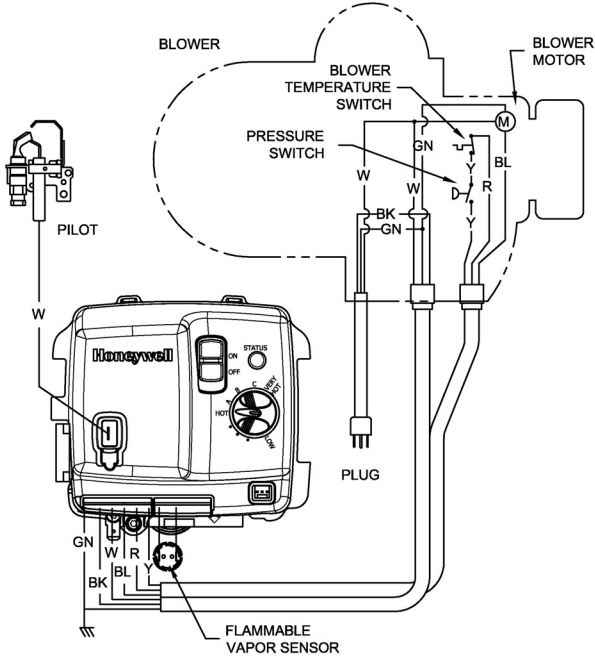 BLOWER
BLOWER
MOTOR
BLOWER
TEMPERATURE
SWITCH
PRESSURE
SWITCH
M
GN
Y
BL
R
W
W
Y
BK
GN
PILOT
W
Honeywell
ON
OFF
STATUS
HOT
A
B
C
VERY
HOT
LOW
PLUG
GN
W
R
BL
Y
BK
FLAMMABLE
VAPOR SENSOR